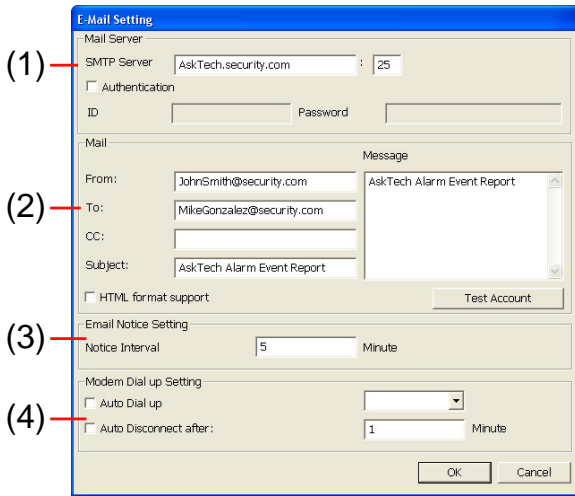 E-Mail Setting
Mail Server
(1)
SMTP Server AskTech.security.com : 25
Authentication
ID Password
Mail
Message
From: JohnSmith@security.com AskTech Alarm Event Report
(2)
To: MikeGonzalez@security.com
CC:
Subject: AskTech Alarm Event Report
HTML format support Test Account
Email Notice Setting
(3)
Notice Interval 5 Minute
Modem Dial up Setting
Auto Dial up
(4)
Auto Disconnect after: 1 Minute
OK Cancel